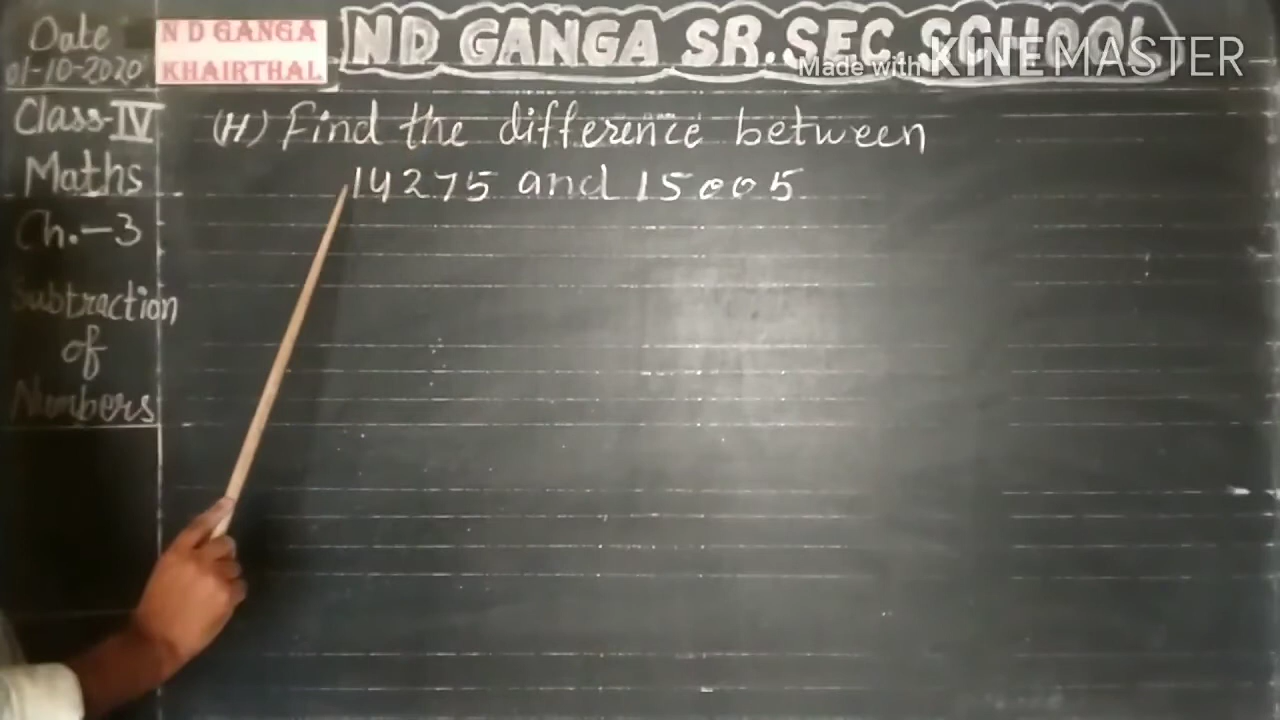 Date
01-10-2020
N D GANGA
KHAIRTHAL
ND GANGA SR.SEC.SCHOOL
Made with KINEMASTER
Class-IV
Maths
Ch.-3
Subtraction
of
Numbers
(H) Find the difference between
14275 and 15005